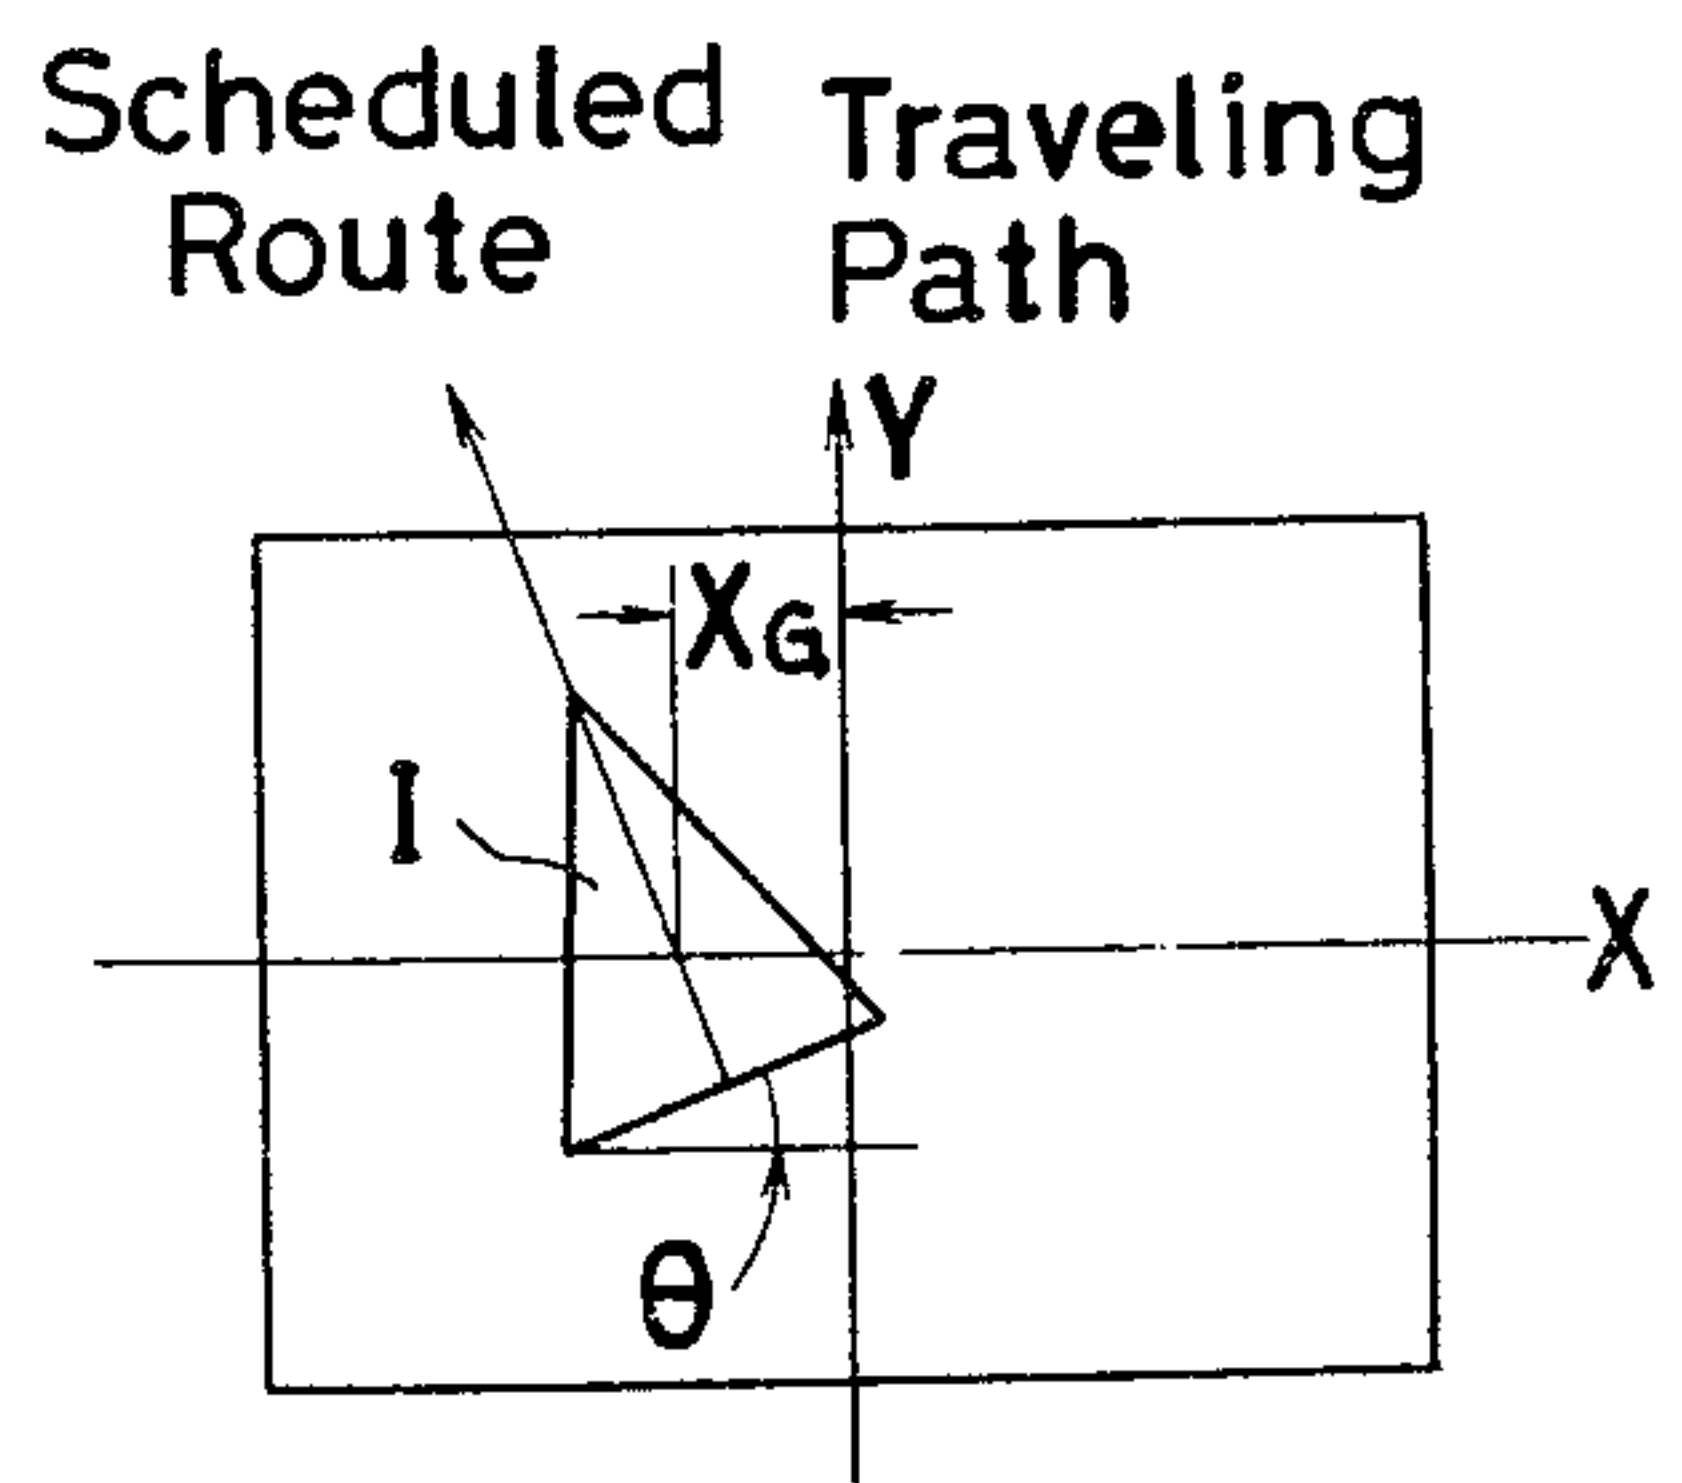 Scheduled
Route
Traveling
Path
Y
XG
I
X
θ